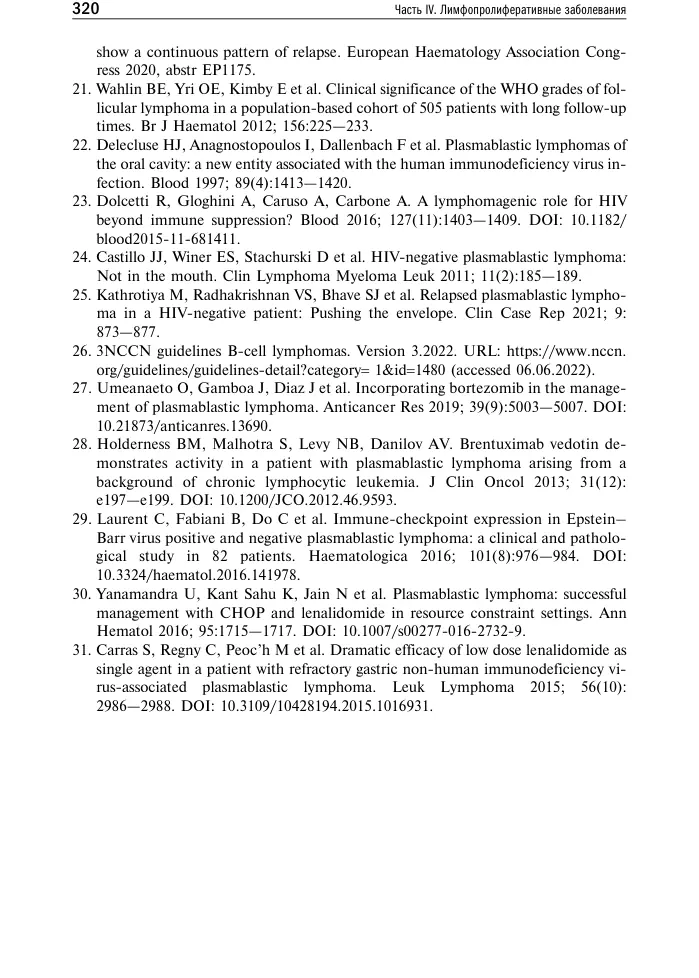 320
Часть IV. Лимфопролиферативные заболевания
show a continuous pattern of relapse. European Haematology Association Cong-
ress 2020, abstr EP1175.
21. Wahlin BE, Yri OE, Kimby E et al. Clinical significance of the WHO grades of fol-
licular lymphoma in a population-based cohort of 505 patients with long follow-up
times. Br J Haematol 2012; 156:225—233.
22. Delecluse HJ, Anagnostopoulos I, Dallenbach F et al. Plasmablastic lymphomas of
the oral cavity: a new entity associated with the human immunodeficiency virus in-
fection. Blood 1997; 89(4):1413—1420.
23. Dolcetti R, Gloghini A, Caruso A, Carbone A. A lymphomagenic role for HIV
beyond immune suppression? Blood 2016; 127(11):1403—1409. DOI: 10.1182/
blood2015-11-681411.
24. Castillo JJ, Winer ES, Stachurski D et al. HIV-negative plasmablastic lymphoma:
Not in the mouth. Clin Lymphoma Myeloma Leuk 2011; 11(2):185—189.
25. Kathrotiya M, Radhakrishnan VS, Bhave SJ et al. Relapsed plasmablastic lympho-
ma in a HIV-negative patient: Pushing the envelope. Clin Case Rep 2021; 9:
873—877.
26. 3NCCN guidelines B-cell lymphomas. Version 3.2022. URL: https://www.nccn.
org/guidelines/guidelines-detail?category= 1&id=1480 (accessed 06.06.2022).
27. Umeanaeto O, Gamboa J, Diaz J et al. Incorporating bortezomib in the manage-
ment of plasmablastic lymphoma. Anticancer Res 2019; 39(9):5003—5007. DOI:
10.21873/anticanres.13690.
28. Holderness BM, Malhotra S, Levy NB, Danilov AV. Brentuximab vedotin de-
monstrates activity in a patient with plasmablastic lymphoma arising from a
background of chronic lymphocytic leukemia. J Clin Oncol 2013; 31(12):
e197—e199. DOI: 10.1200/JCO.2012.46.9593.
29. Laurent C, Fabiani B, Do C et al. Immune-checkpoint expression in Epstein—
Barr virus positive and negative plasmablastic lymphoma: a clinical and patholo-
gical study in 82 patients. Haematologica 2016; 101(8):976—984. DOI:
10.3324/haematol.2016.141978.
30. Yanamandra U, Kant Sahu K, Jain N et al. Plasmablastic lymphoma: successful
management with CHOP and lenalidomide in resource constraint settings. Ann
Hematol 2016; 95:1715—1717. DOI: 10.1007/s00277-016-2732-9.
31. Carras S, Regny C, Peoc’h M et al. Dramatic efficacy of low dose lenalidomide as
single agent in a patient with refractory gastric non-human immunodeficiency vi-
rus-associated plasmablastic lymphoma. Leuk Lymphoma 2015; 56(10):
2986—2988. DOI: 10.3109/10428194.2015.1016931.